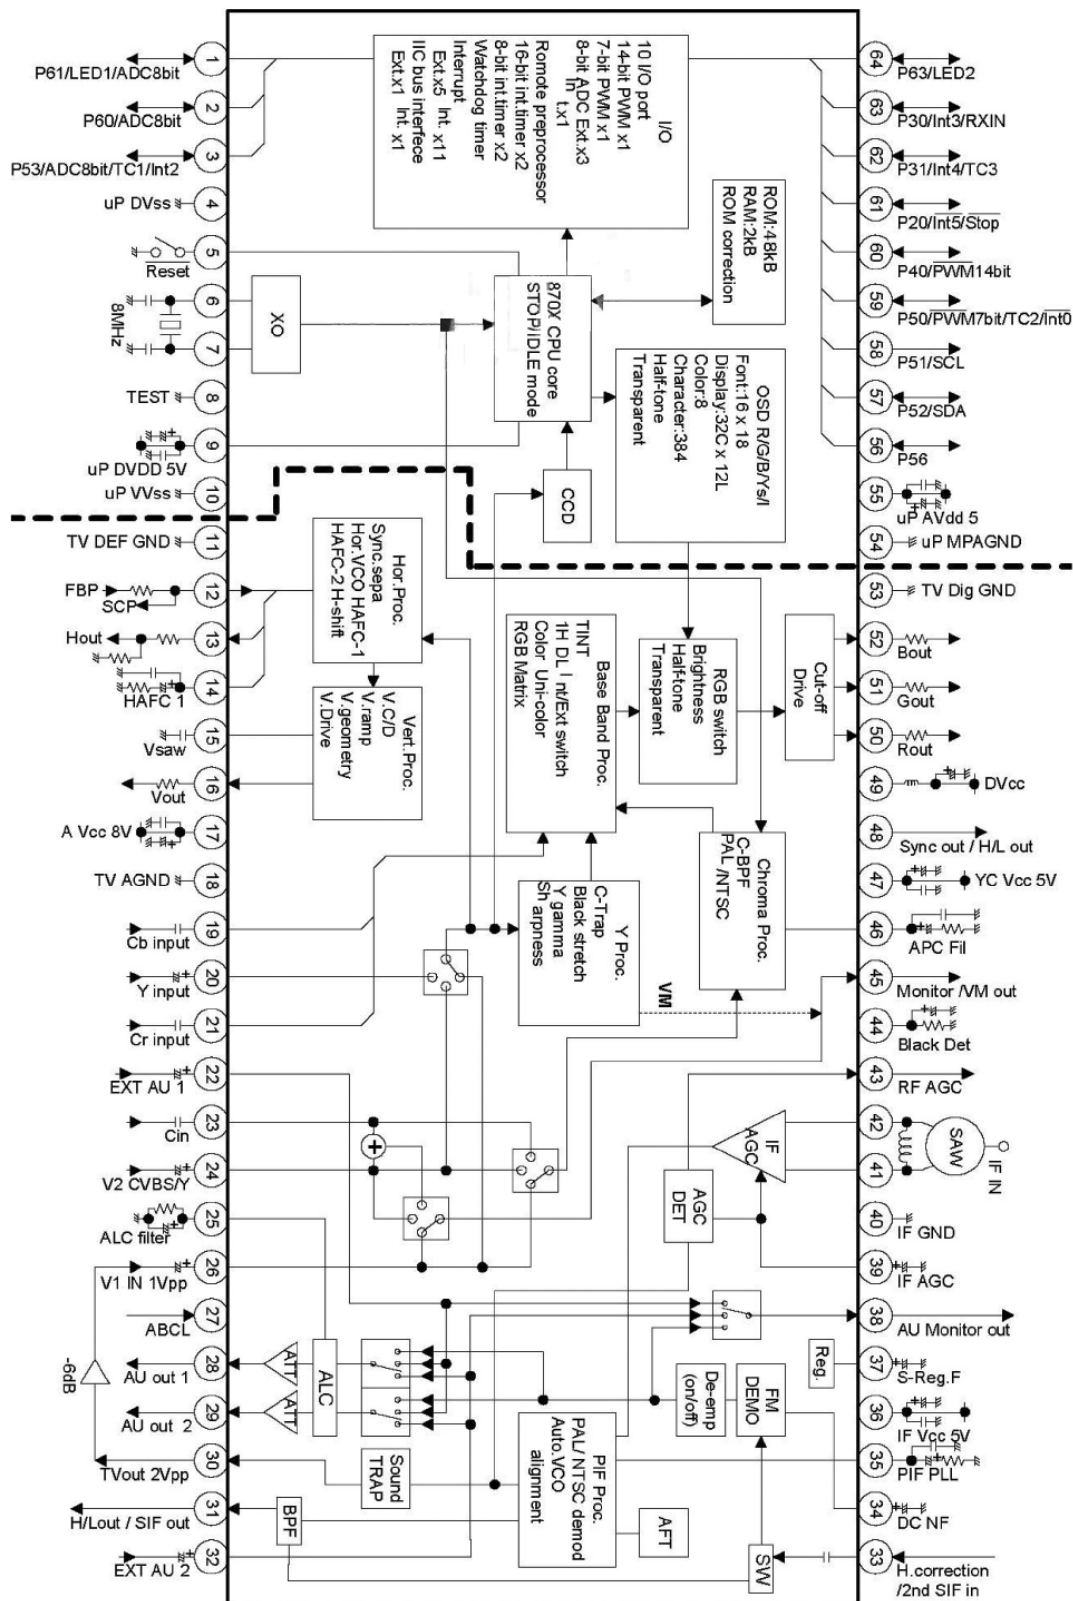 1
P61/LED1/ADC8bit
2
P60/ADC8bit
3
P53/ADC8bit/TC1/Int2
4
uP DVss
5
Reset
6
8MHz
7
8
TEST
9
uP DVDD 5V
10
uP VVss
11
TV DEF GND
12
FBP
SCP
13
Hout
14
HAFC 1
15
Vsaw
16
Vout
17
A Vcc 8V
18
TV AGND
19
Cb input
20
Y input
21
Cr input
22
EXT AU 1
23
Cin
24
V2 CVBS/Y
25
ALC filter
26
V1 IN 1Vpp
27
ABCL
-6dB
28
AU out 1
29
AU out 2
30
TVout 2Vpp
31
H/Lout / SIF out
32
EXT AU 2
I/O
10 I/O port
14-bit PWM x1
7-bit PWM x1
8-bit ADC Ext.x3
In t.x1
Romote preprocessor
16-bit int.timer x2
8-bit int.timer x2
Watchdog timer
Interrupt
Ext.x5 Int. x11
IIC bus interfece
Ext.x1 Int. x1
ROM:48kB
RAM:2kB
ROM correction
XO
870X CPU core
STOP/IDLE mode
OSD R/G/B/Ys/I
Font:16 x 18
Display:32C x 12L
Color:8
Character:384
Half-tone
Transparent
CCD
Hor.Proc.
Sync.sepa
Hor.VCO HAFC-1
HAFC-2 H-shift
Vert.Proc.
V.C/D
V.ramp
V.geometry
V.Drive
Base Band Proc.
TINT
1H DL Int/Ext switch
Color Uni-color
RGB Matrix
RGB switch
Brightness
Half-tone
Transparent
Cut-off
Drive
Chroma Proc.
C-BPF
PAL /NTSC
Y Proc.
C-Trap
Black stretch
Y gamma
Sh arpness
VM
+
IF
AGC
AGC
DET
SAW
IF IN
ALC
ATT
ATT
Reg.
FM
DEMO
De-emp
(on/off)
Sound
TRAP
PIF Proc.
PAL/ NTSC demod
Auto.VCO
alignment
BPF
AFT
SW
64
P63/LED2
63
P30/Int3/RXIN
62
P31/Int4/TC3
61
P20/Int5/Stop
60
P40/PWM14bit
59
P50/PWM7bit/TC2/Int0
58
P51/SCL
57
P52/SDA
56
P56
55
uP AVdd 5
54
uP MPAGND
53
TV Dig GND
52
Bout
51
Gout
50
Rout
49
DVcc
48
Sync out / H/L out
47
YC Vcc 5V
46
APC Fil
45
Monitor /VM out
44
Black Det
43
RF AGC
42
41
40
IF GND
39
IF AGC
38
AU Monitor out
37
S-Reg.F
36
IF Vcc 5V
35
PIF PLL
34
DC NF
33
H.correction
/2nd SIF in